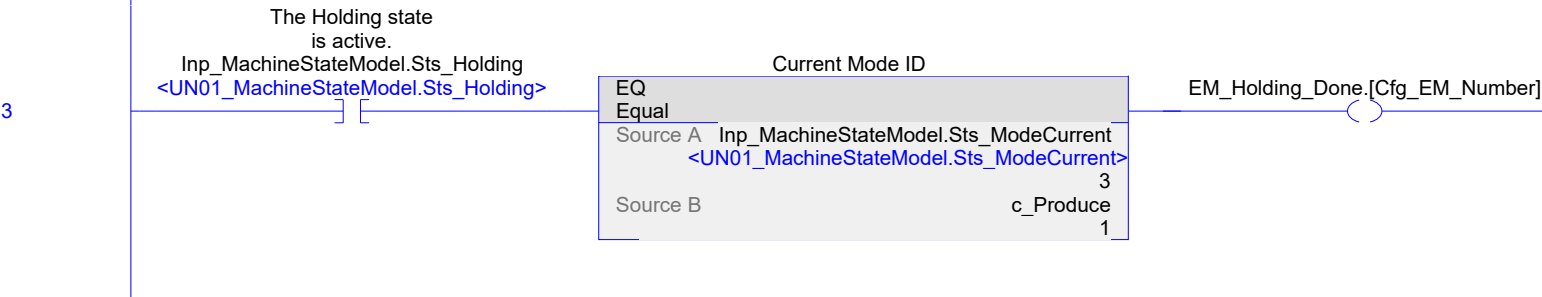 The Holding state
is active.
Inp_MachineStateModel.Sts_Holding
<UN01_MachineStateModel.Sts_Holding>
3
Current Mode ID
EQ
Equal
Source A Inp_MachineStateModel.Sts_ModeCurrent
<UN01_MachineStateModel.Sts_ModeCurrent>
3
Source B c_Produce
1
EM_Holding_Done.[Cfg_EM_Number]